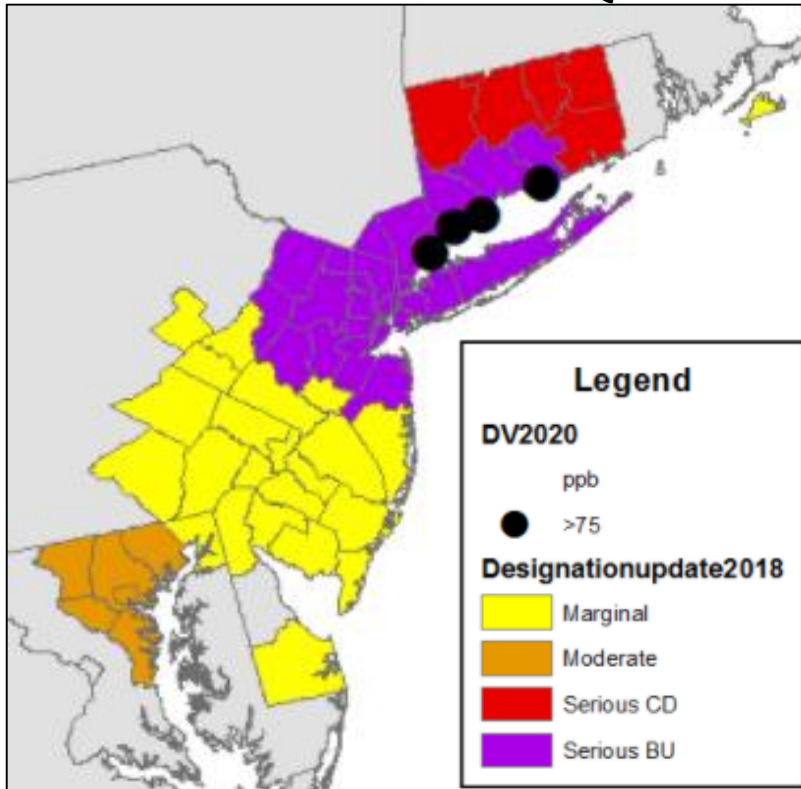 Legend
DV2020
ppb
>75
Designationupdate2018
Marginal
Moderate
Serious CD
Serious BU